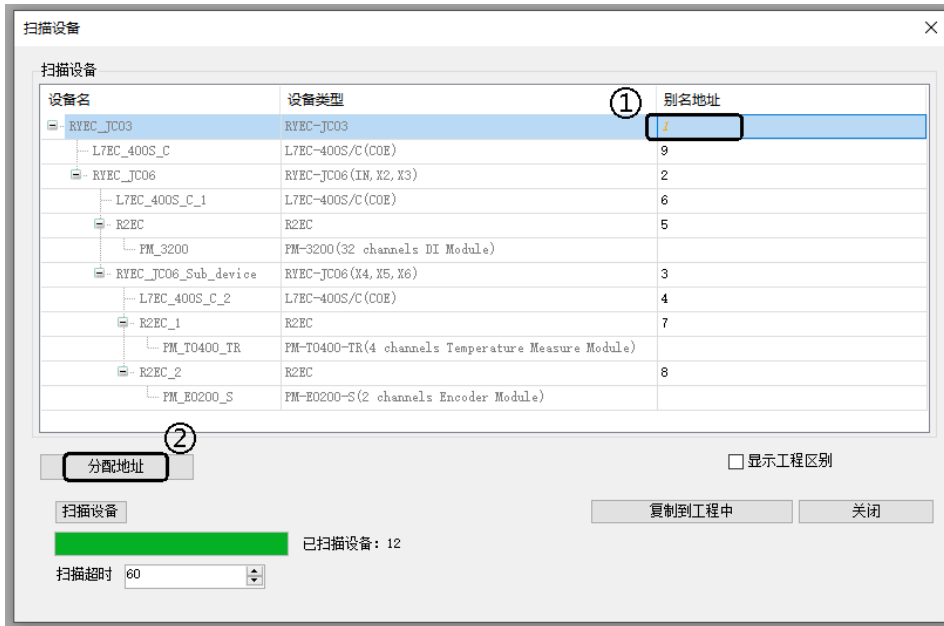 扫描设备
扫描设备
设备名 设备类型 ① 别名地址
RYEC_JC03 RYEC-JC03 1
L7EC_400S_C L7EC-400S/C(COE) 9
RYEC_JC06 RYEC-JC06(IN,X2,X3) 2
L7EC_400S_C_1 L7EC-400S/C(COE) 6
R2EC R2EC 5
PM_3200 PM-3200(32 channels DI Module)
RYEC_JC06_Sub_device RYEC-JC06(X4,X5,X6) 3
L7EC_400S_C_2 L7EC-400S/C(COE) 4
R2EC_1 R2EC 7
PM_T0400_TR PM-T0400-TR(4 channels Temperature Measure Module)
R2EC_2 R2EC 8
PM_E0200_S PM-E0200-S(2 channels Encoder Module)
②
分配地址 显示工程区别
扫描设备 复制到工程中 关闭
已扫描设备: 12
扫描超时 60